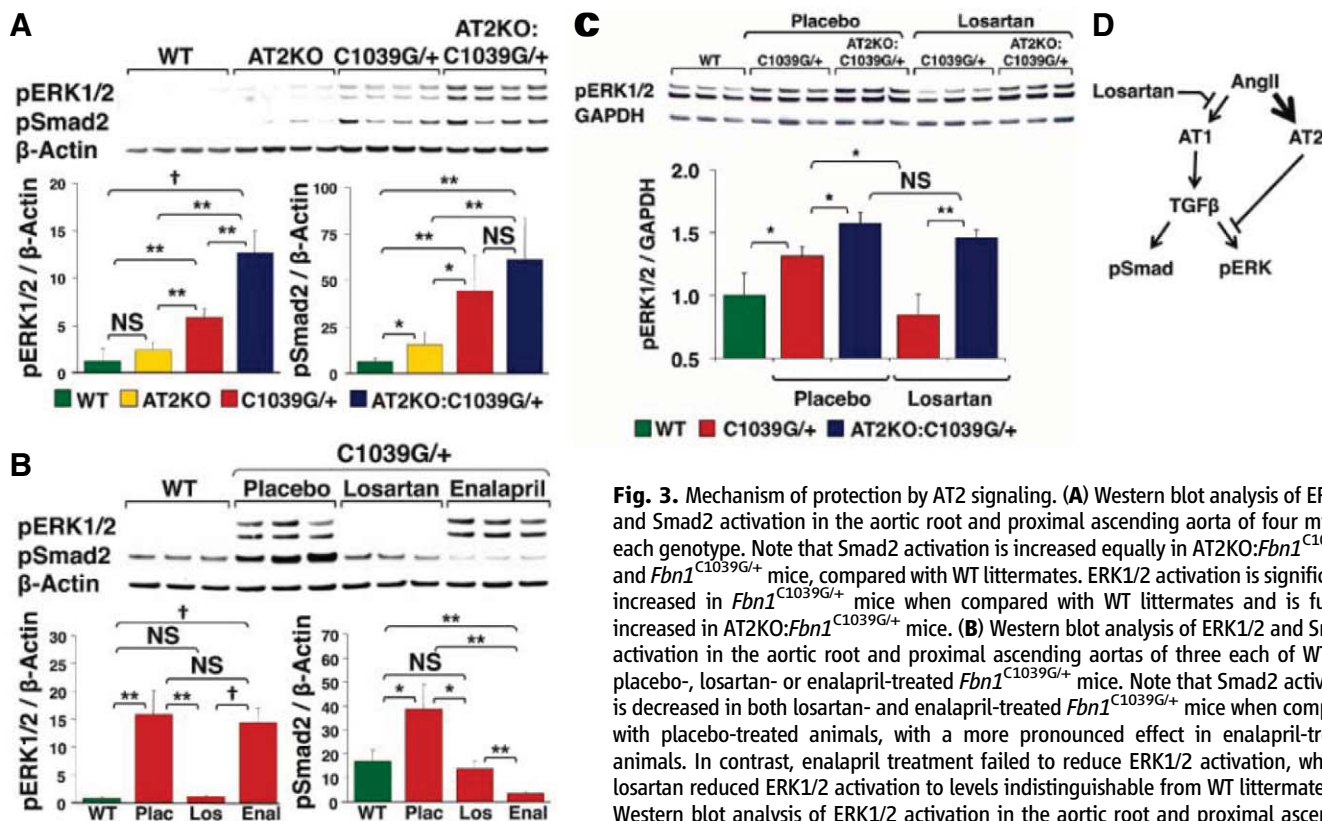 A
WT AT2KO C1039G/+ AT2KO:
C1039G/+
pERK1/2
pSmad2
β-Actin
†
**
**
**
**
**
NS
pERK1/2 / β-Actin
20
15
10
5
0
**
**
**
NS
*
*
pSmad2 / β-Actin
100
75
50
25
0
WT AT2KO C1039G/+ AT2KO:C1039G/+
B
C1039G/+
WT Placebo Losartan Enalapril
pERK1/2
pSmad2
β-Actin
†
NS
NS
** ** †
pERK1/2 / β-Actin
30
25
20
15
10
5
0
WT Plac Los Enal
**
**
NS
* *
**
pSmad2 / β-Actin
70
60
50
40
30
20
10
0
WT Plac Los Enal
C
Placebo Losartan
WT C1039G/+ AT2KO:
C1039G/+ C1039G/+ AT2KO:
C1039G/+
pERK1/2
GAPDH
*
NS
*
*
**
pERK1/2 / GAPDH
2.0
1.5
1.0
0.5
Placebo Losartan
WT C1039G/+ AT2KO:C1039G/+
D
Losartan AngII
AT1 AT2
TGFβ
pSmad pERK
Fig. 3. Mechanism of protection by AT2 signaling. (A) Western blot analysis of
and Smad2 activation in the aortic root and proximal ascending aorta of four
each genotype. Note that Smad2 activation is increased equally in AT2KO:Fbn1
and Fbn1C1039G/+ mice, compared with WT littermates. ERK1/2 activation is
increased in Fbn1C1039G/+ mice when compared with WT littermates and is
increased in AT2KO:Fbn1C1039G/+ mice. (B) Western blot analysis of ERK1/2 and
activation in the aortic root and proximal ascending aortas of three each of
placebo-, losartan- or enalapril-treated Fbn1C1039G/+ mice. Note that Smad2
is decreased in both losartan- and enalapril-treated Fbn1C1039G/+ mice when
with placebo-treated animals, with a more pronounced effect in
animals. In contrast, enalapril treatment failed to reduce ERK1/2 activation,
losartan reduced ERK1/2 activation to levels indistinguishable from WT
Western blot analysis of ERK1/2 activation in the aortic root and proximal